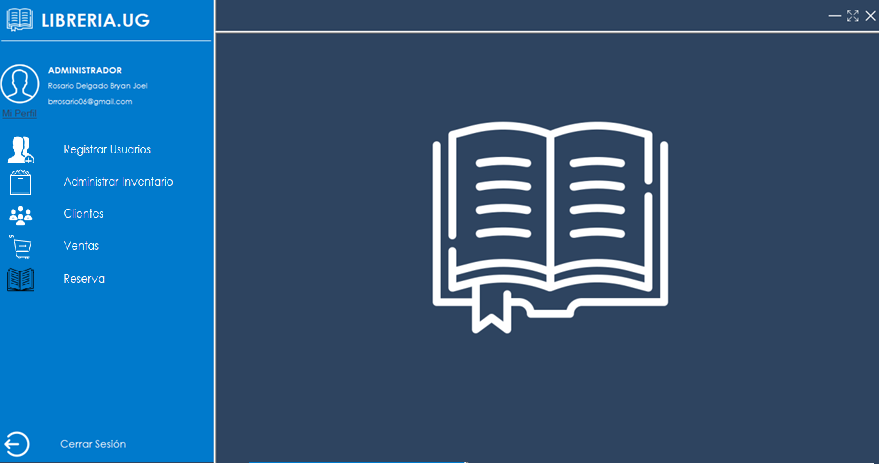 LIBRERIA.UG
ADMINISTRADOR
Rosario Delgado Bryan Joel
brrosario06@gmail.com
Mi Perfil
Registrar Usuarios
Administrar Inventario
Clientes
Ventas
Reserva
Cerrar Sesión